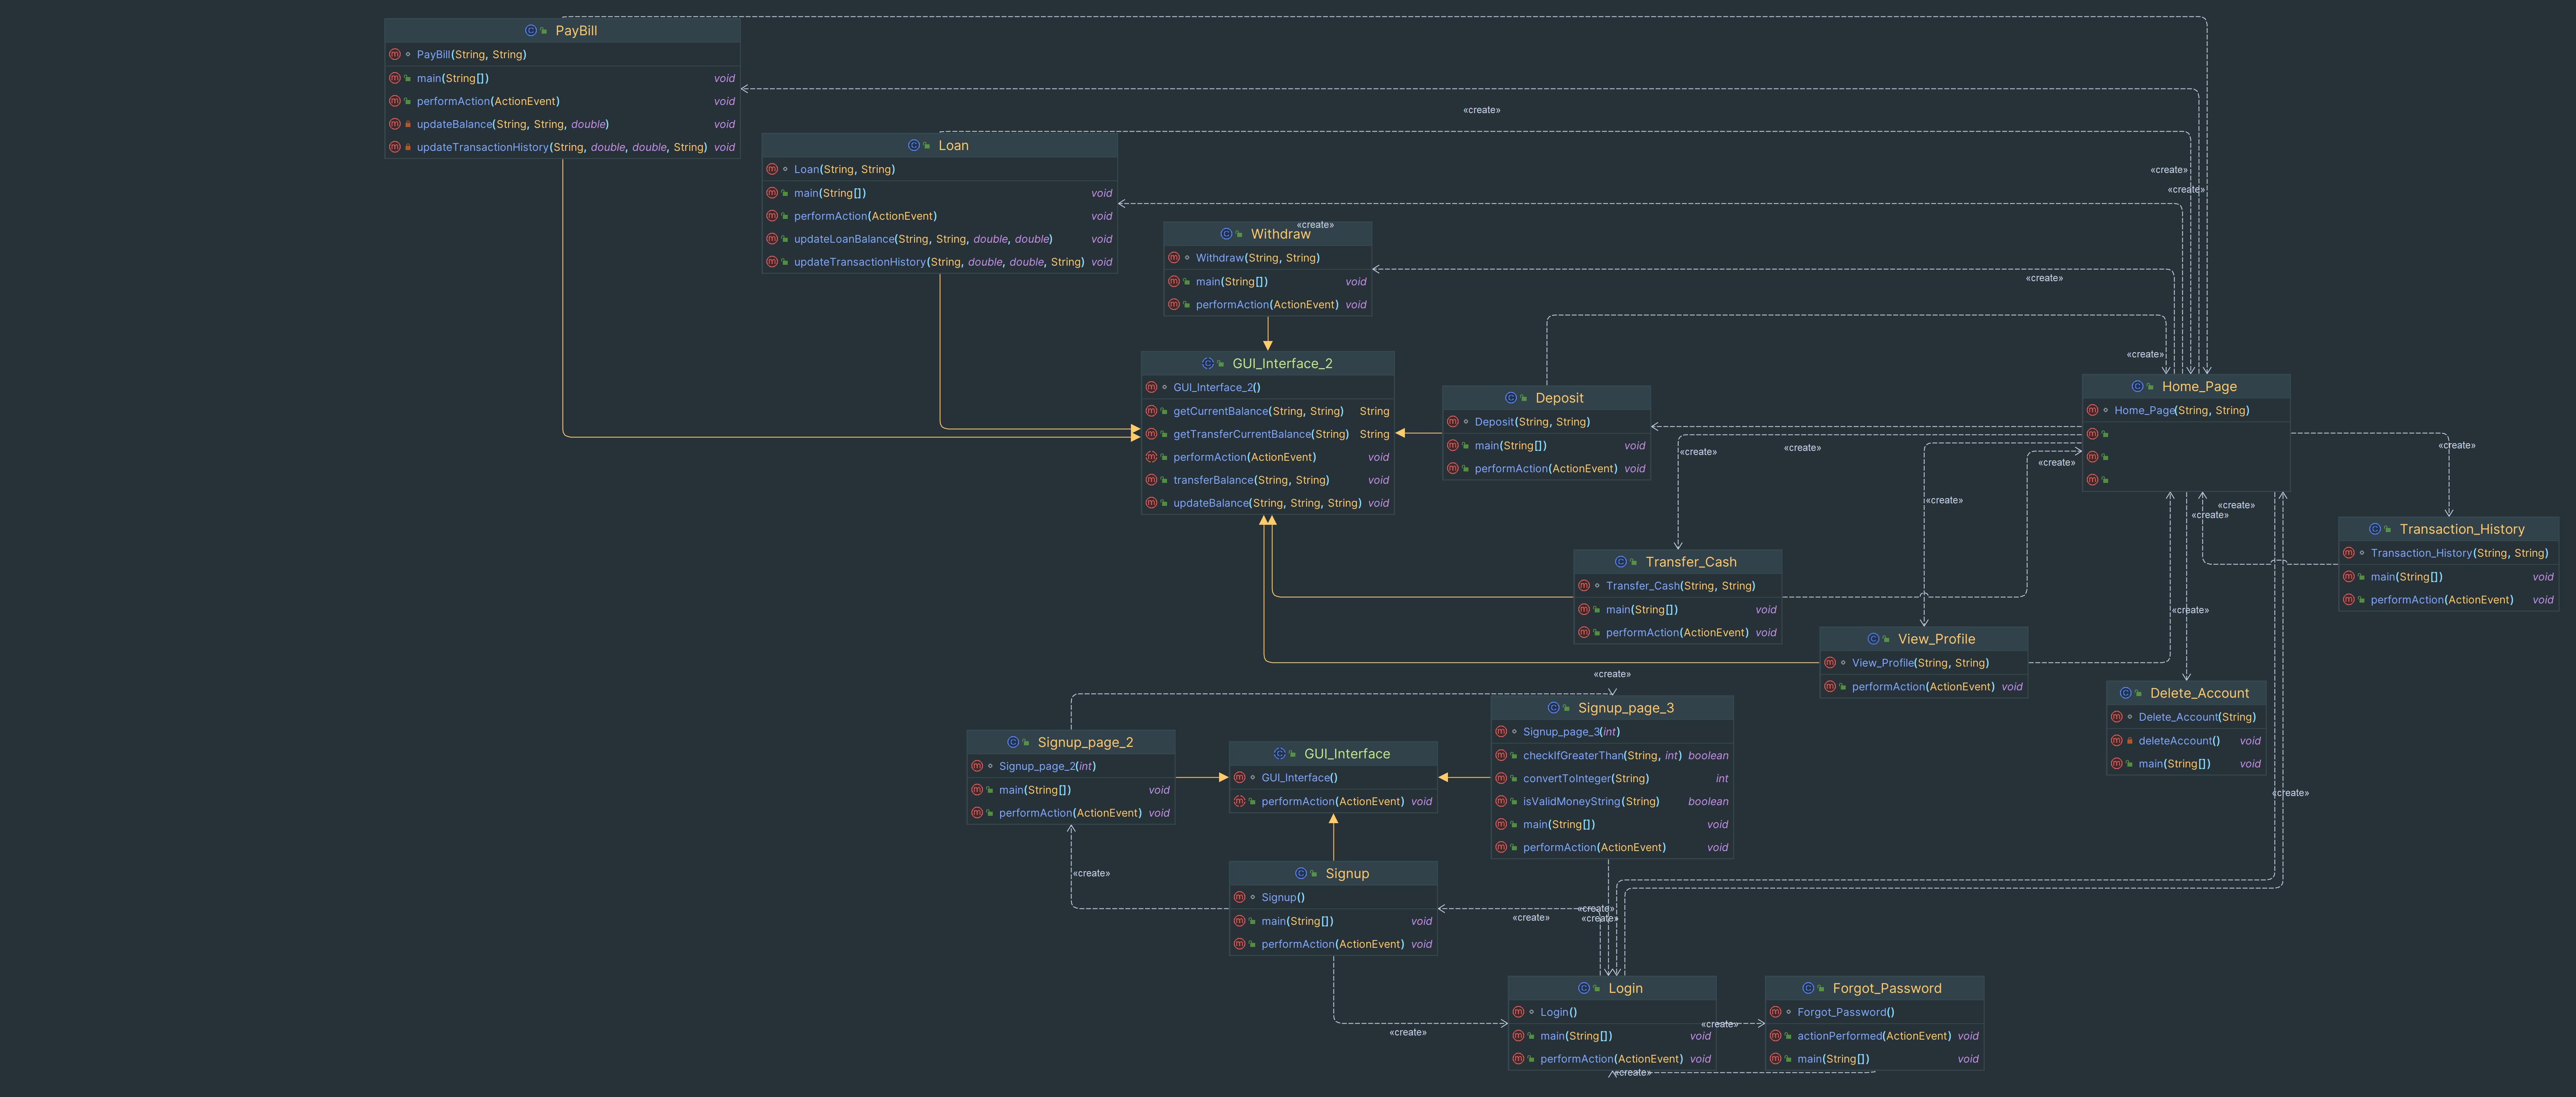 PayBill
PayBill(String, String)
main(String[]) void
performAction(ActionEvent) void
updateBalance(String, String, double) void
updateTransactionHistory(String, double, double, String) void
«create»
Loan
Loan(String, String)
main(String[]) void
performAction(ActionEvent) void
updateLoanBalance(String, String, double, double) void
updateTransactionHistory(String, double, double, String) void
«create»
«create»
«create»
Withdraw
Withdraw(String, String)
main(String[]) void
performAction(ActionEvent) void
«create»
GUI_Interface_2
GUI_Interface_2()
getCurrentBalance(String, String) String
getTransferCurrentBalance(String) String
performAction(ActionEvent) void
transferBalance(String, String) void
updateBalance(String, String, String) void
Deposit
Deposit(String, String)
main(String[]) void
performAction(ActionEvent) void
«create»
Home_Page
Home_Page(String, String)
«create»
«create»
«create»
«create»
«create»
«create»
«create»
Transaction_History
Transaction_History(String, String)
main(String[]) void
performAction(ActionEvent) void
Transfer_Cash
Transfer_Cash(String, String)
main(String[]) void
performAction(ActionEvent) void
«create»
View_Profile
View_Profile(String, String)
performAction(ActionEvent) void
Delete_Account
Delete_Account(String)
deleteAccount() void
main(String[]) void
«create»
«create»
Signup_page_2
Signup_page_2(int)
main(String[]) void
performAction(ActionEvent) void
GUI_Interface
GUI_Interface()
performAction(ActionEvent) void
Signup_page_3
Signup_page_3(int)
checkIfGreaterThan(String, int) boolean
convertToInteger(String) int
isValidMoneyString(String) boolean
main(String[]) void
performAction(ActionEvent) void
«create»
Signup
Signup()
main(String[]) void
performAction(ActionEvent) void
«create»
«create»
«create»
«create»
Login
Login()
main(String[]) void
performAction(ActionEvent) void
«create»
Forgot_Password
Forgot_Password()
actionPerformed(ActionEvent) void
main(String[]) void
«create»